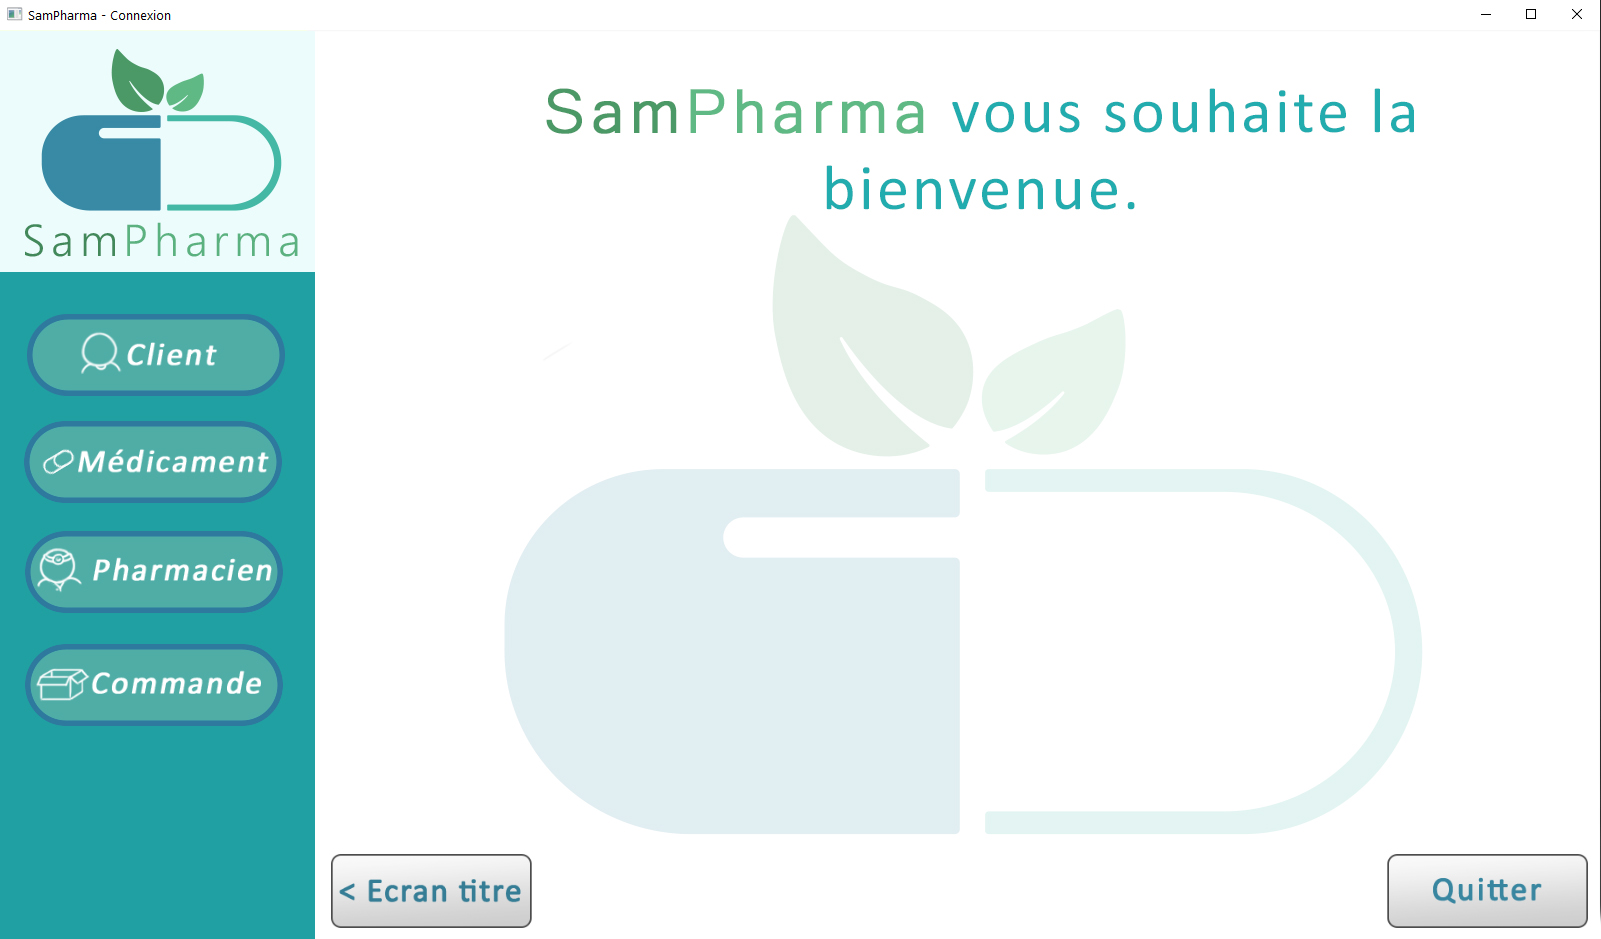 SamPharma - Connexion
SamPharma
SamPharma vous souhaite la
bienvenue.
Client
Médicament
Pharmacien
Commande
< Ecran titre
Quitter